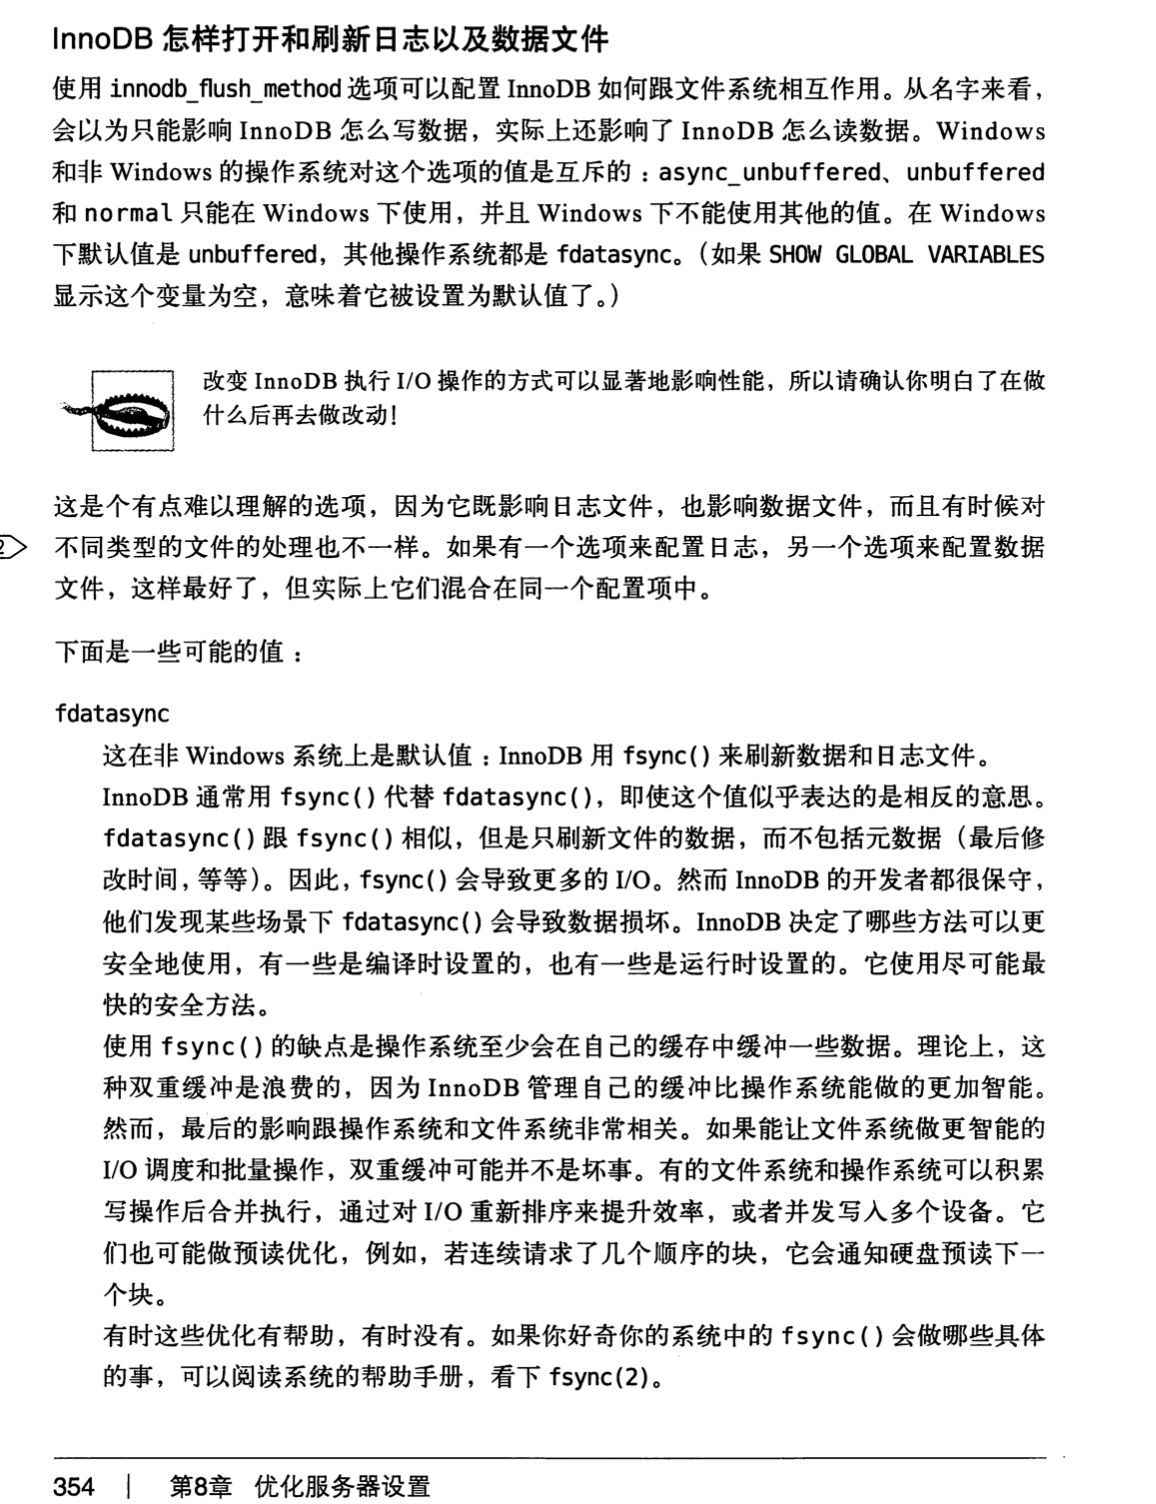 InnoDB 怎样打开和刷新日志以及数据文件
使用 innodb_flush_method 选项可以配置 InnoDB 如何跟文件系统相互作用。从名字来看，
会以为只能影响 InnoDB 怎么写数据，实际上还影响了 InnoDB 怎么读数据。Windows
和非 Windows 的操作系统对这个选项的值是互斥的：async_unbuffered、unbuffered
和 normal 只能在 Windows 下使用，并且 Windows 下不能使用其他的值。在 Windows
下默认值是 unbuffered，其他操作系统都是 fdatasync。（如果 SHOW GLOBAL VARIABLES
显示这个变量为空，意味着它被设置为默认值了。）
改变 InnoDB 执行 I/O 操作的方式可以显著地影响性能，所以请确认你明白了在做
什么后再去做改动！
这是个有点难以理解的选项，因为它既影响日志文件，也影响数据文件，而且有时候对
不同类型的文件的处理也不一样。如果有一个选项来配置日志，另一个选项来配置数据
文件，这样最好了，但实际上它们混合在同一个配置项中。
下面是一些可能的值：
fdatasync
这在非 Windows 系统上是默认值：InnoDB 用 fsync() 来刷新数据和日志文件。
InnoDB 通常用 fsync() 代替 fdatasync()，即使这个值似乎表达的是相反的意思。
fdatasync() 跟 fsync() 相似，但是只刷新文件的数据，而不包括元数据（最后修
改时间，等等）。因此，fsync() 会导致更多的 I/O。然而 InnoDB 的开发者都很保守，
他们发现某些场景下 fdatasync() 会导致数据损坏。InnoDB 决定了哪些方法可以更
安全地使用，有一些是编译时设置的，也有一些是运行时设置的。它使用尽可能最
快的安全方法。
使用 fsync() 的缺点是操作系统至少会在自己的缓存中缓冲一些数据。理论上，这
种双重缓冲是浪费的，因为 InnoDB 管理自己的缓冲比操作系统能做的更加智能。
然而，最后的影响跟操作系统和文件系统非常相关。如果能让文件系统做更智能的
I/O 调度和批量操作，双重缓冲可能并不是坏事。有的文件系统和操作系统可以积累
写操作后合并执行，通过对 I/O 重新排序来提升效率，或者并发写入多个设备。它
们也可能做预读优化，例如，若连续请求了几个顺序的块，它会通知硬盘预读下一
个块。
有时这些优化有帮助，有时没有。如果你好奇你的系统中的 fsync() 会做哪些具体
的事，可以阅读系统的帮助手册，看下 fsync(2)。
354 | 第8章 优化服务器设置